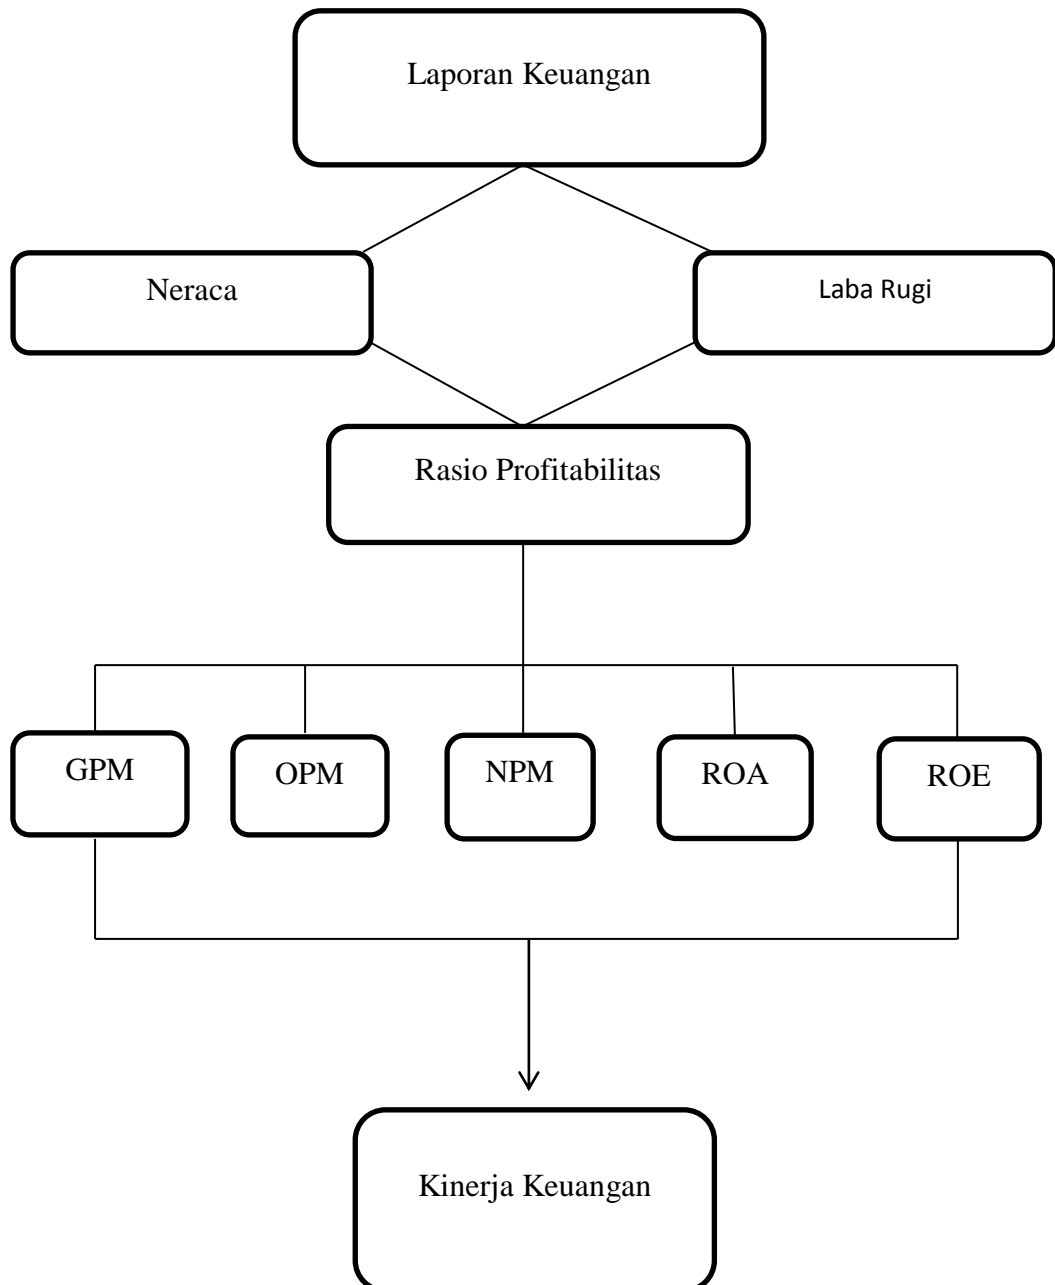 Laporan Keuangan
Neraca
Laba Rugi
Rasio Profitabilitas
GPM
OPM
NPM
ROA
ROE
Kinerja Keuangan